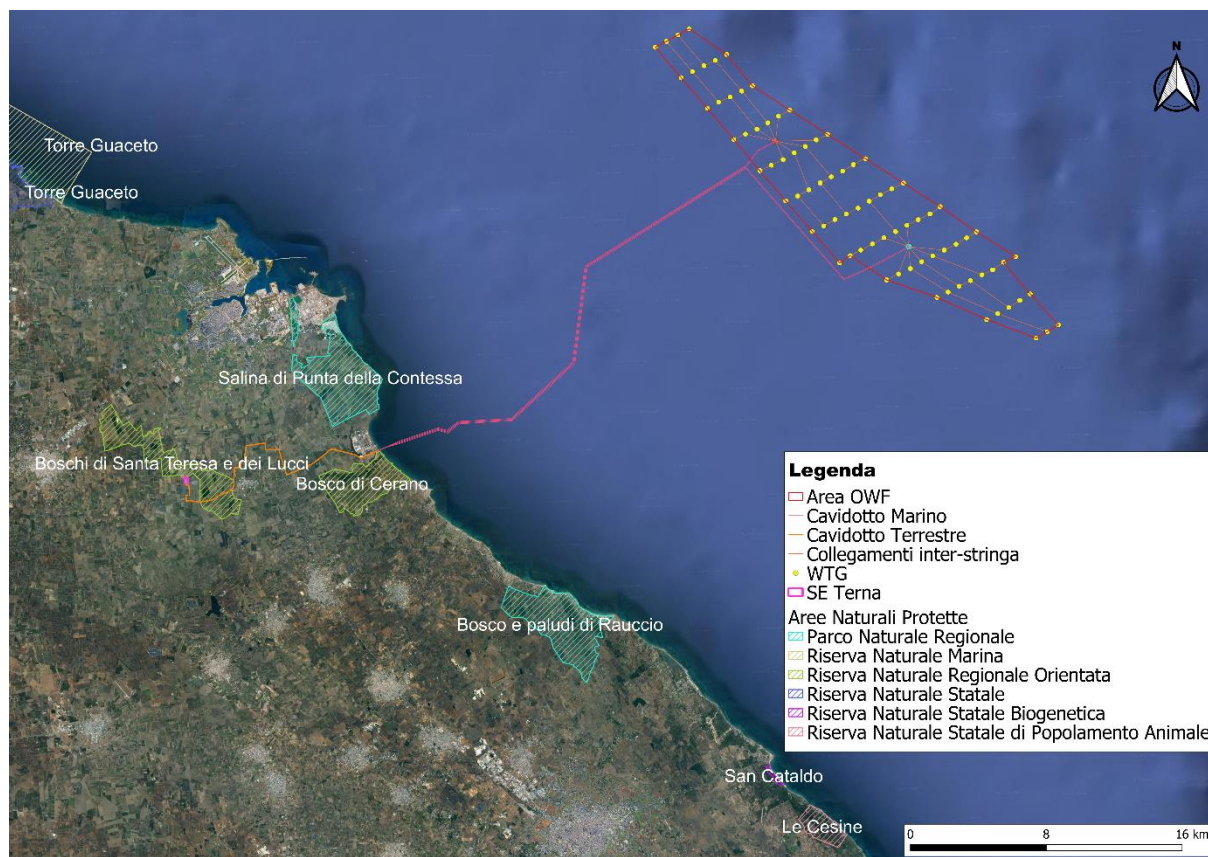 N
Torre Guaceto
Torre Guaceto
Salina di Punta della Contessa
Boschi di Santa Teresa e dei Lucci
Bosco di Cerano
Bosco e paludi di Rauccio
San Cataldo
Le Cesine
Legenda
Area OWF
Cavidotto Marino
Cavidotto Terrestre
Collegamenti inter-stringa
WTG
SE Terna
Aree Naturali Protette
Parco Naturale Regionale
Riserva Naturale Marina
Riserva Naturale Regionale Orientata
Riserva Naturale Statale
Riserva Naturale Statale Biogenetica
Riserva Naturale Statale di Popolamento Animale
0 8 16 km